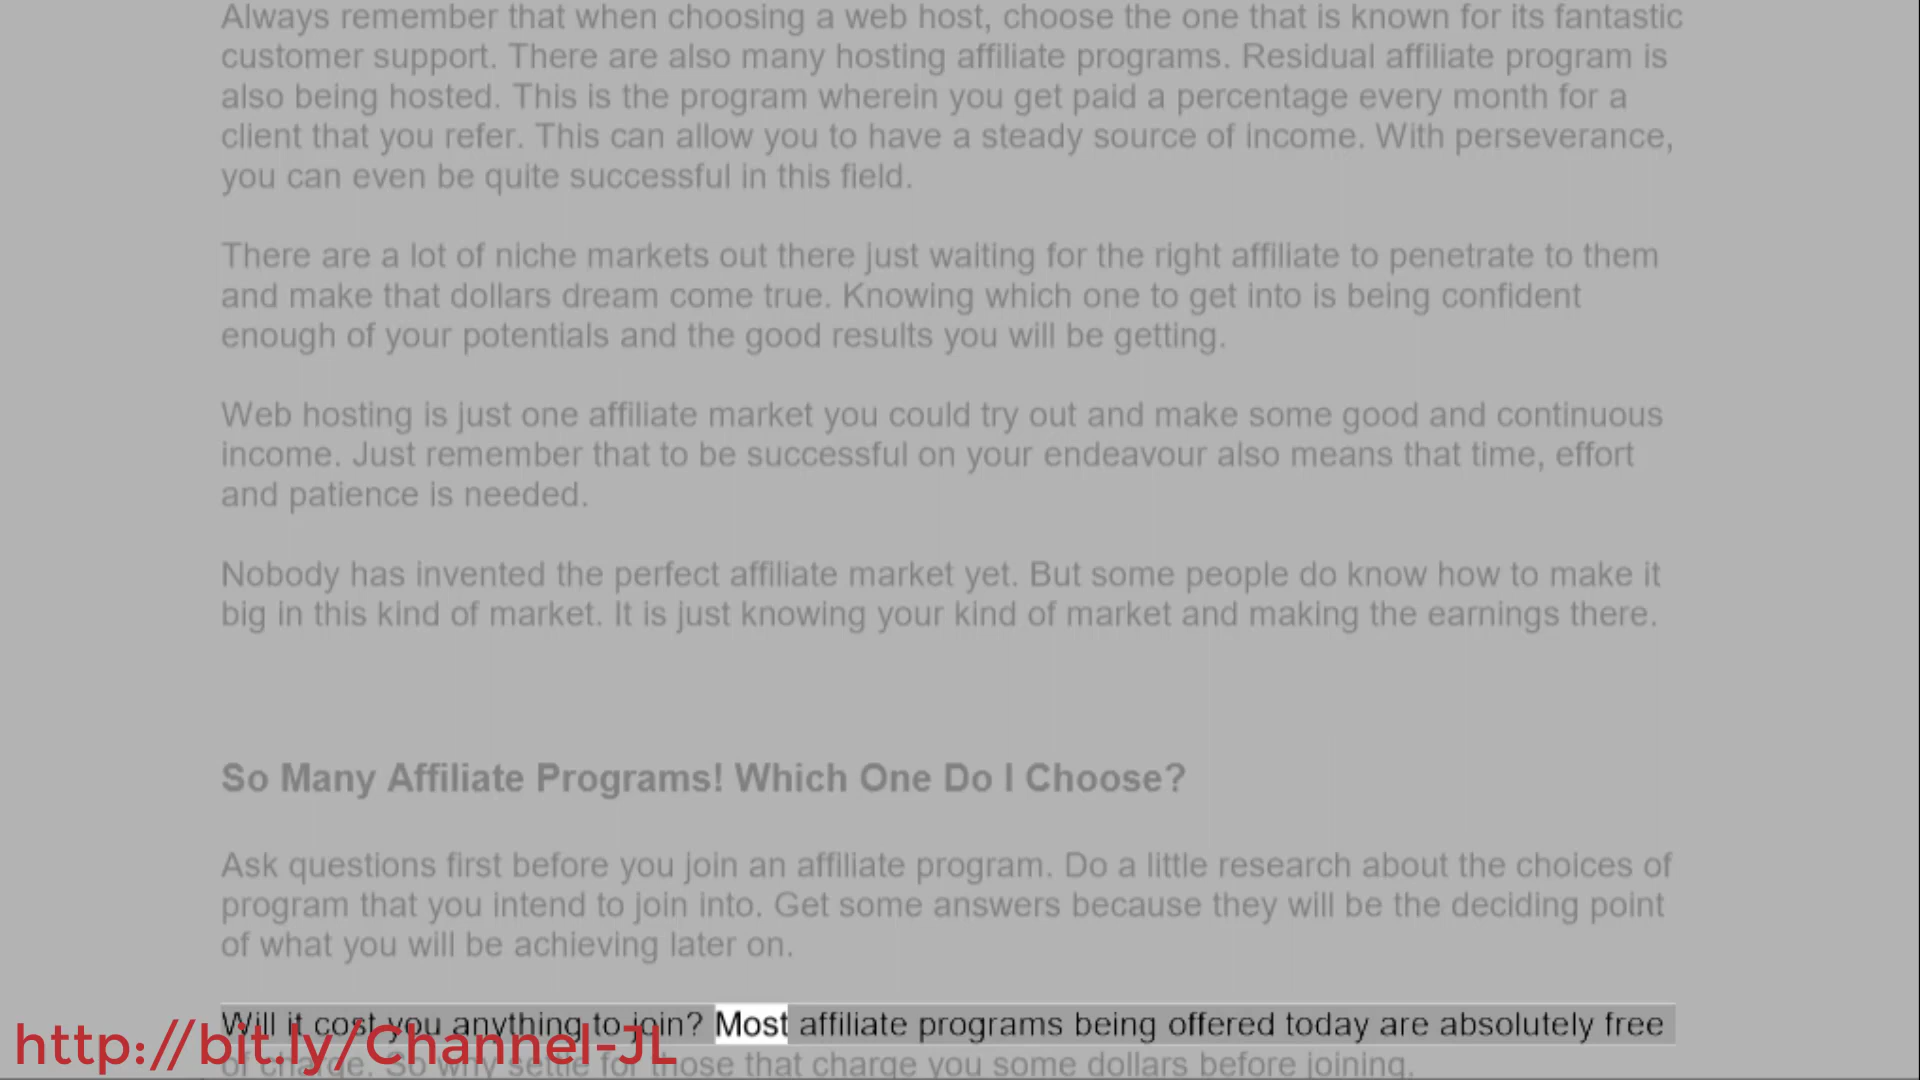 Always remember that when choosing a web host, choose the one that is known for its fantastic
customer support. There are also many hosting affiliate programs. Residual affiliate program is
also being hosted. This is the program wherein you get paid a percentage every month for a
client that you refer. This can allow you to have a steady source of income. With perseverance,
you can even be quite successful in this field.
There are a lot of niche markets out there just waiting for the right affiliate to penetrate to them
and make that dollars dream come true. Knowing which one to get into is being confident
enough of your potentials and the good results you will be getting.
Web hosting is just one affiliate market you could try out and make some good and continuous
income. Just remember that to be successful on your endeavour also means that time, effort
and patience is needed.
Nobody has invented the perfect affiliate market yet. But some people do know how to make it
big in this kind of market. It is just knowing your kind of market and making the earnings there.
So Many Affiliate Programs! Which One Do I Choose?
Ask questions first before you join an affiliate program. Do a little research about the choices of
program that you intend to join into. Get some answers because they will be the deciding point
of what you will be achieving later on.
Will it cost you anything to join? Most affiliate programs being offered today are absolutely free
of charge. So why settle for those that charge you some dollars before joining.
http://bit.ly/Channel-JL